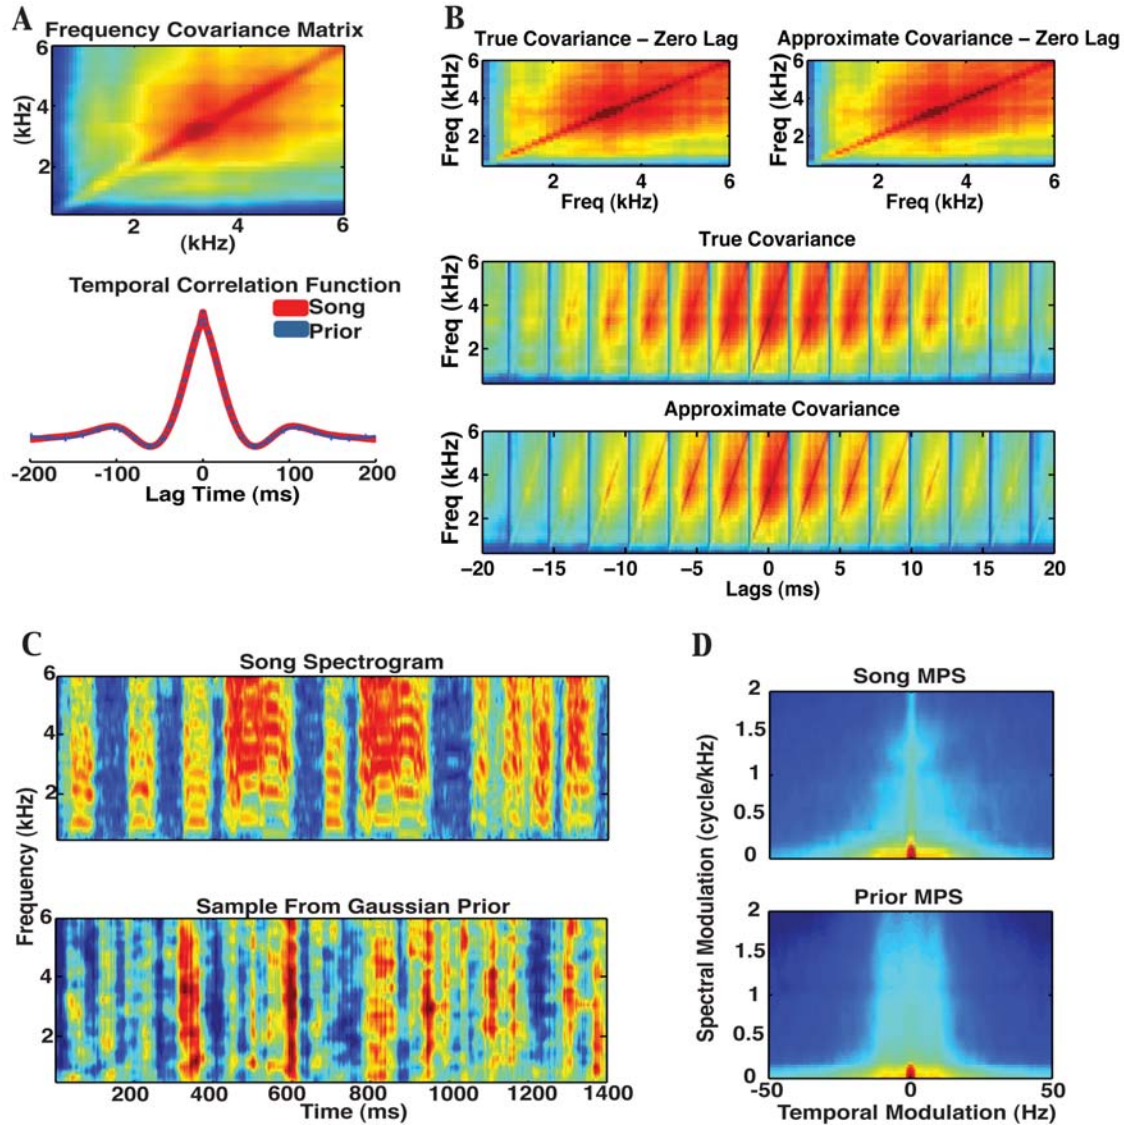 A
Frequency Covariance Matrix
6
4
2
(kHz)
2 4 6
(kHz)
Temporal Correlation Function
Song
Prior
-200 -100 0 100 200
Lag Time (ms)
B
True Covariance – Zero Lag
6
4
2
Freq (kHz)
2 4 6
Freq (kHz)
Approximate Covariance – Zero Lag
6
4
2
Freq (kHz)
2 4 6
Freq (kHz)
True Covariance
6
4
2
Freq (kHz)
Approximate Covariance
6
4
2
Freq (kHz)
−20 −15 −10 −5 0 5 10 15 20
Lags (ms)
C
Song Spectrogram
6
4
2
Frequency (kHz)
Sample From Gaussian Prior
6
4
2
200 400 600 800 1000 1200 1400
Time (ms)
D
Song MPS
2
1.5
1
0.5
0
Spectral Modulation (cycle/kHz)
Prior MPS
2
1.5
1
0.5
0
-50 0 50
Temporal Modulation (Hz)